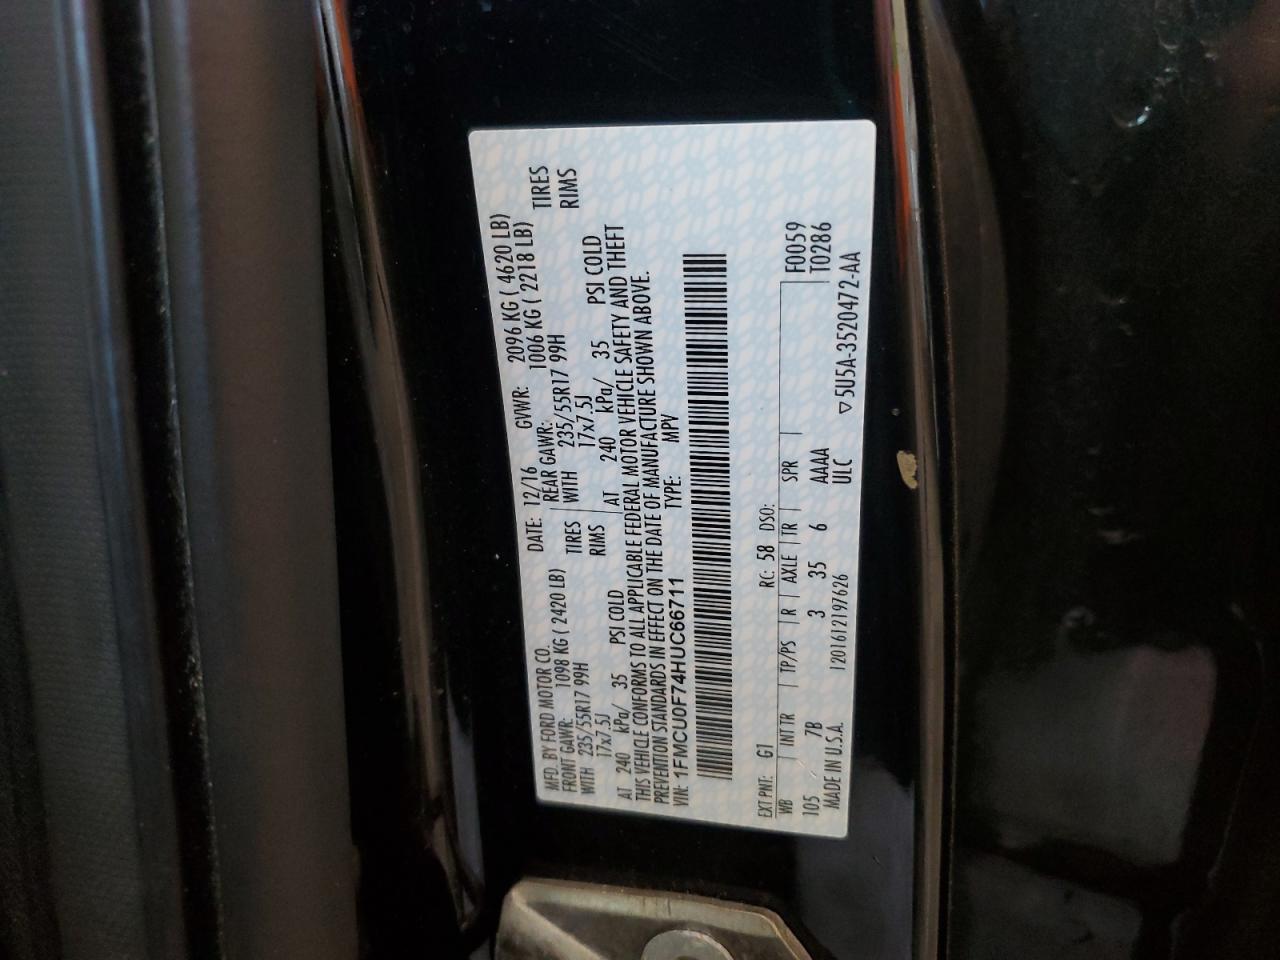 MFD. BY FORD MOTOR CO. DATE: 12/16 GVWR: 2096 KG ( 4620 LB)
FRONT GAWR: 1098 KG ( 2420 LB) REAR GAWR: 1006 KG ( 2218 LB)
WITH 235/55R17 99H TIRES WITH 235/55R17 99H TIRES
17x7.5J RIMS 17x7.5J RIMS
AT 240 kPa/ 35 PSI COLD AT 240 kPa/ 35 PSI COLD
THIS VEHICLE CONFORMS TO ALL APPLICABLE FEDERAL MOTOR VEHICLE SAFETY AND THEFT
PREVENTION STANDARDS IN EFFECT ON THE DATE OF MANUFACTURE SHOWN ABOVE.
VIN: 1FMCU0F74HUC66711 TYPE: MPV
EXT PNT: G1 RC: 58 DSO:
WB INT TR TP/PS R AXLE TR SPR F0059
105 7B 3 35 6 AAAA T0286
MADE IN U.S.A. 1201612197626 ULC
▽5U5A-3520472-AA